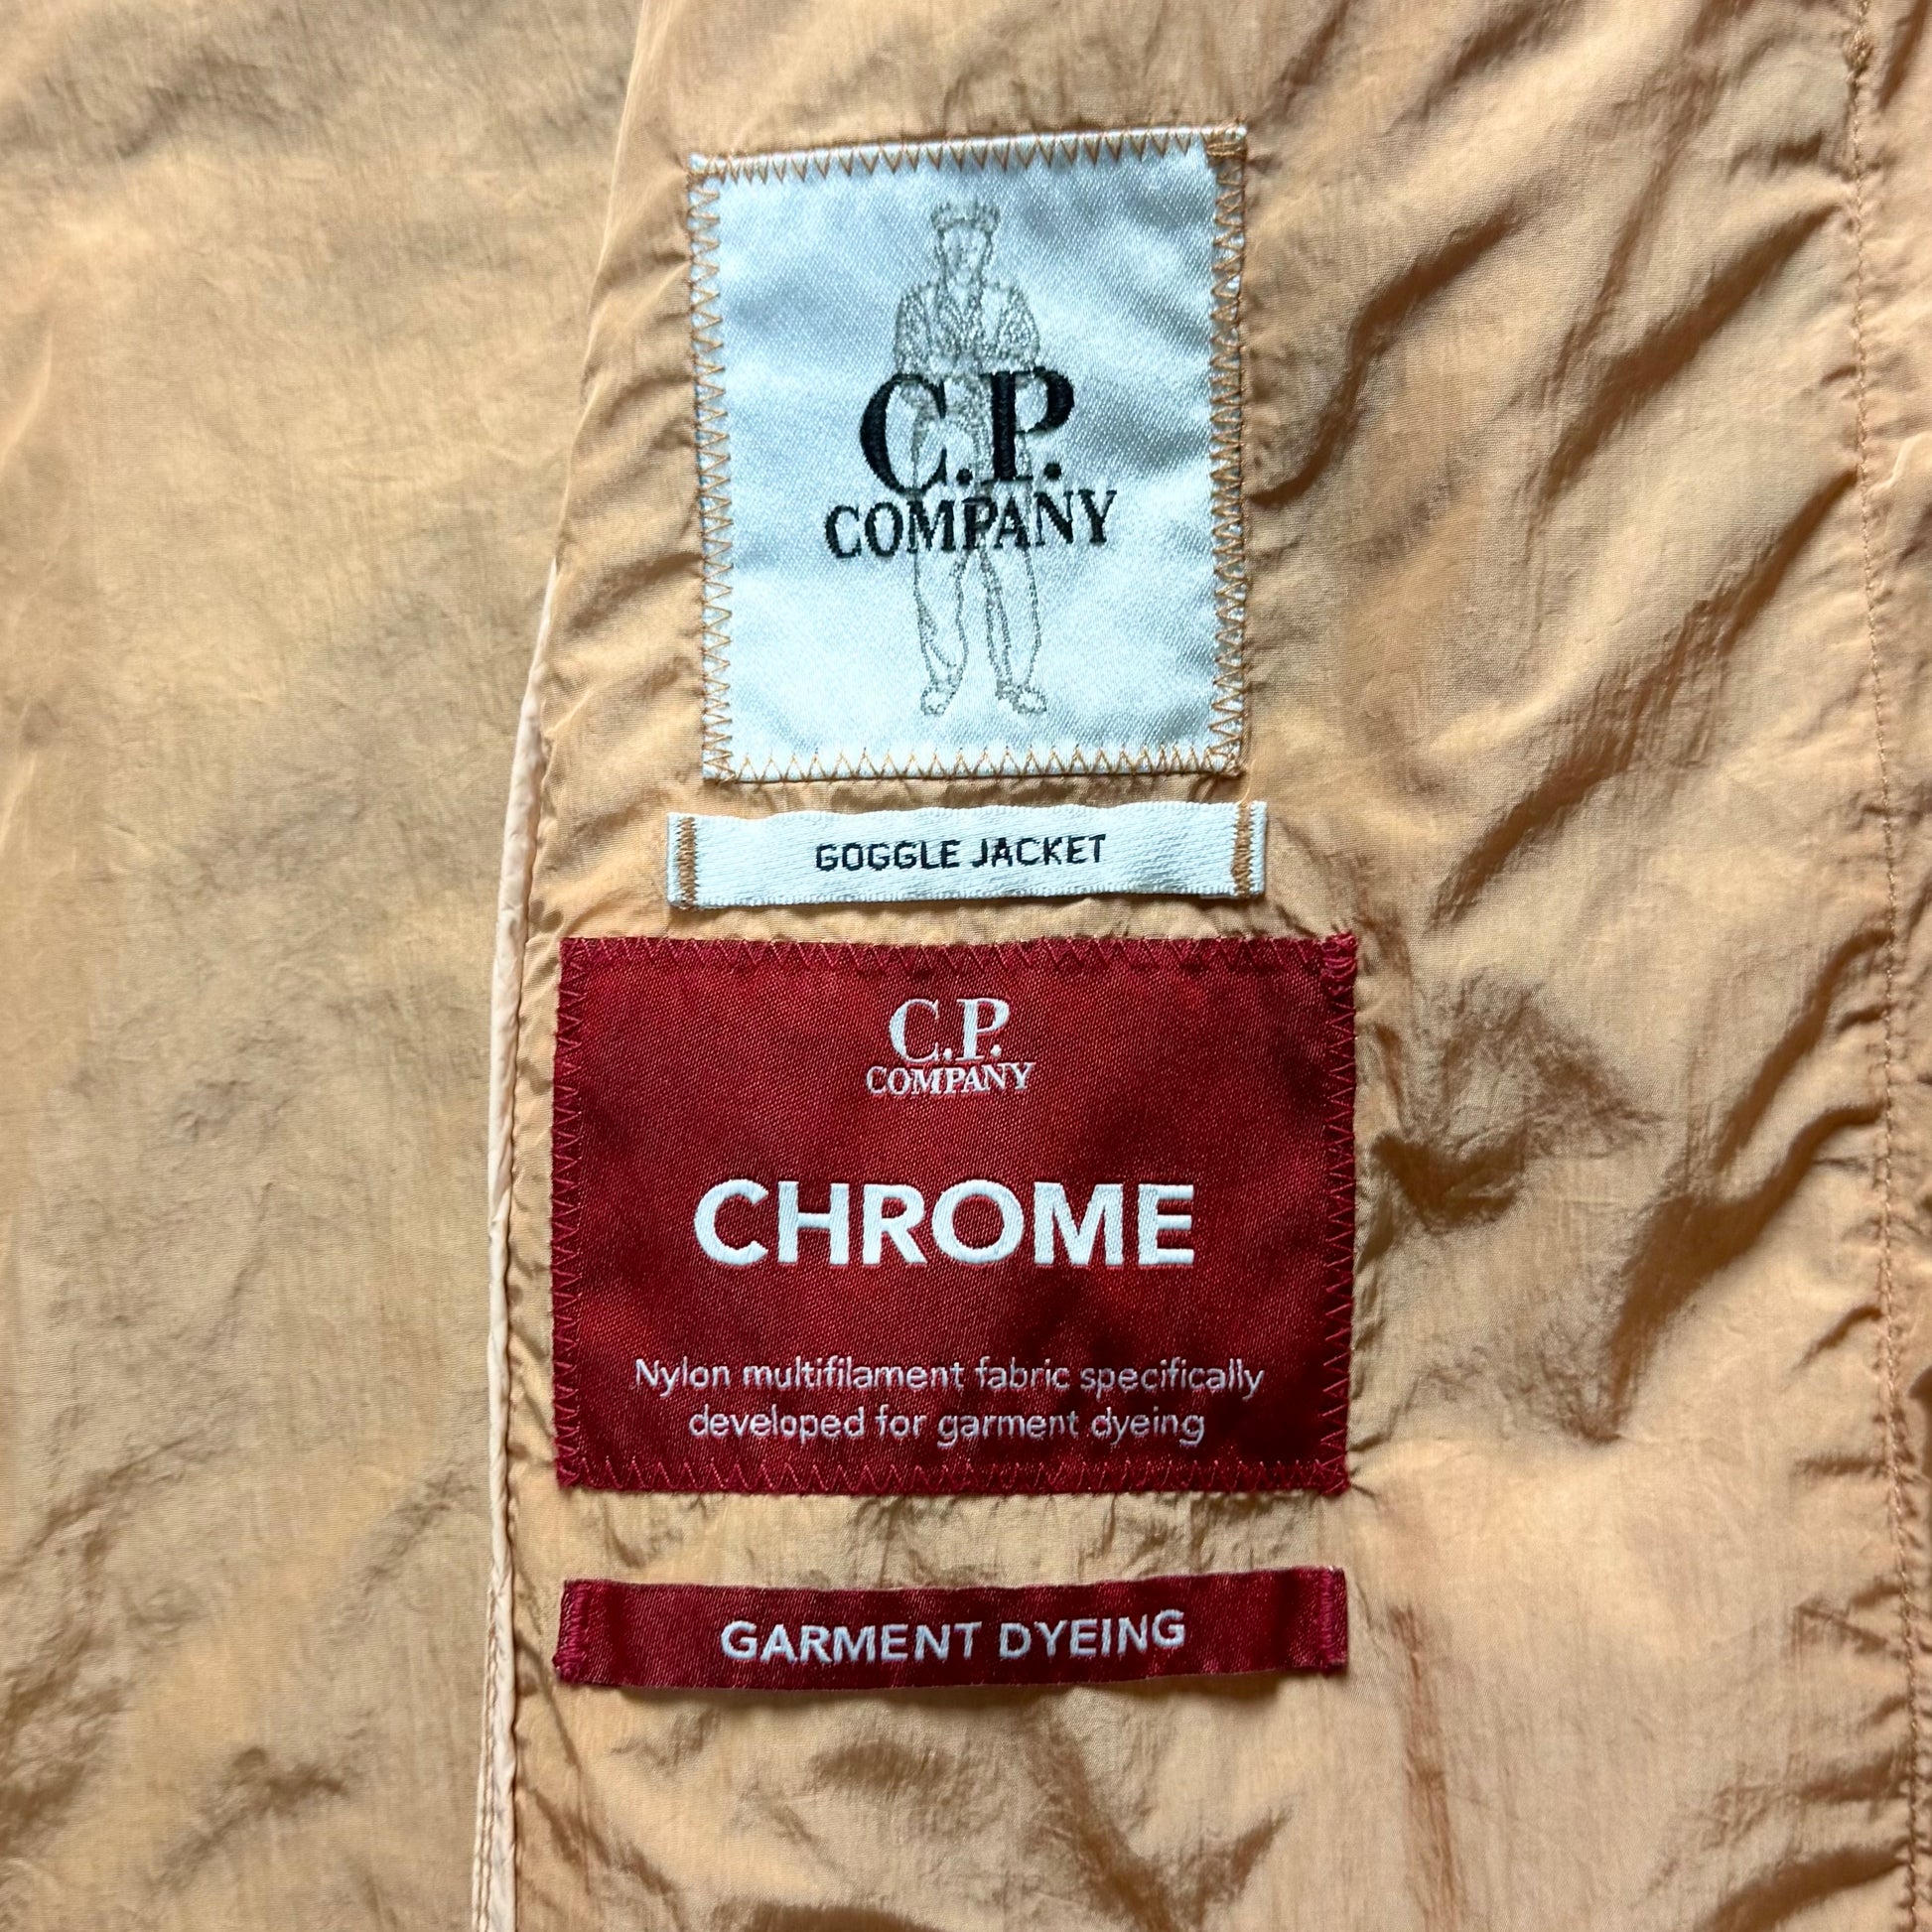 C.P.
COMPANY
GOGGLE JACKET
C.P.
COMPANY
CHROME
Nylon multifilament fabric specifically
developed for garment dyeing
GARMENT DYEING